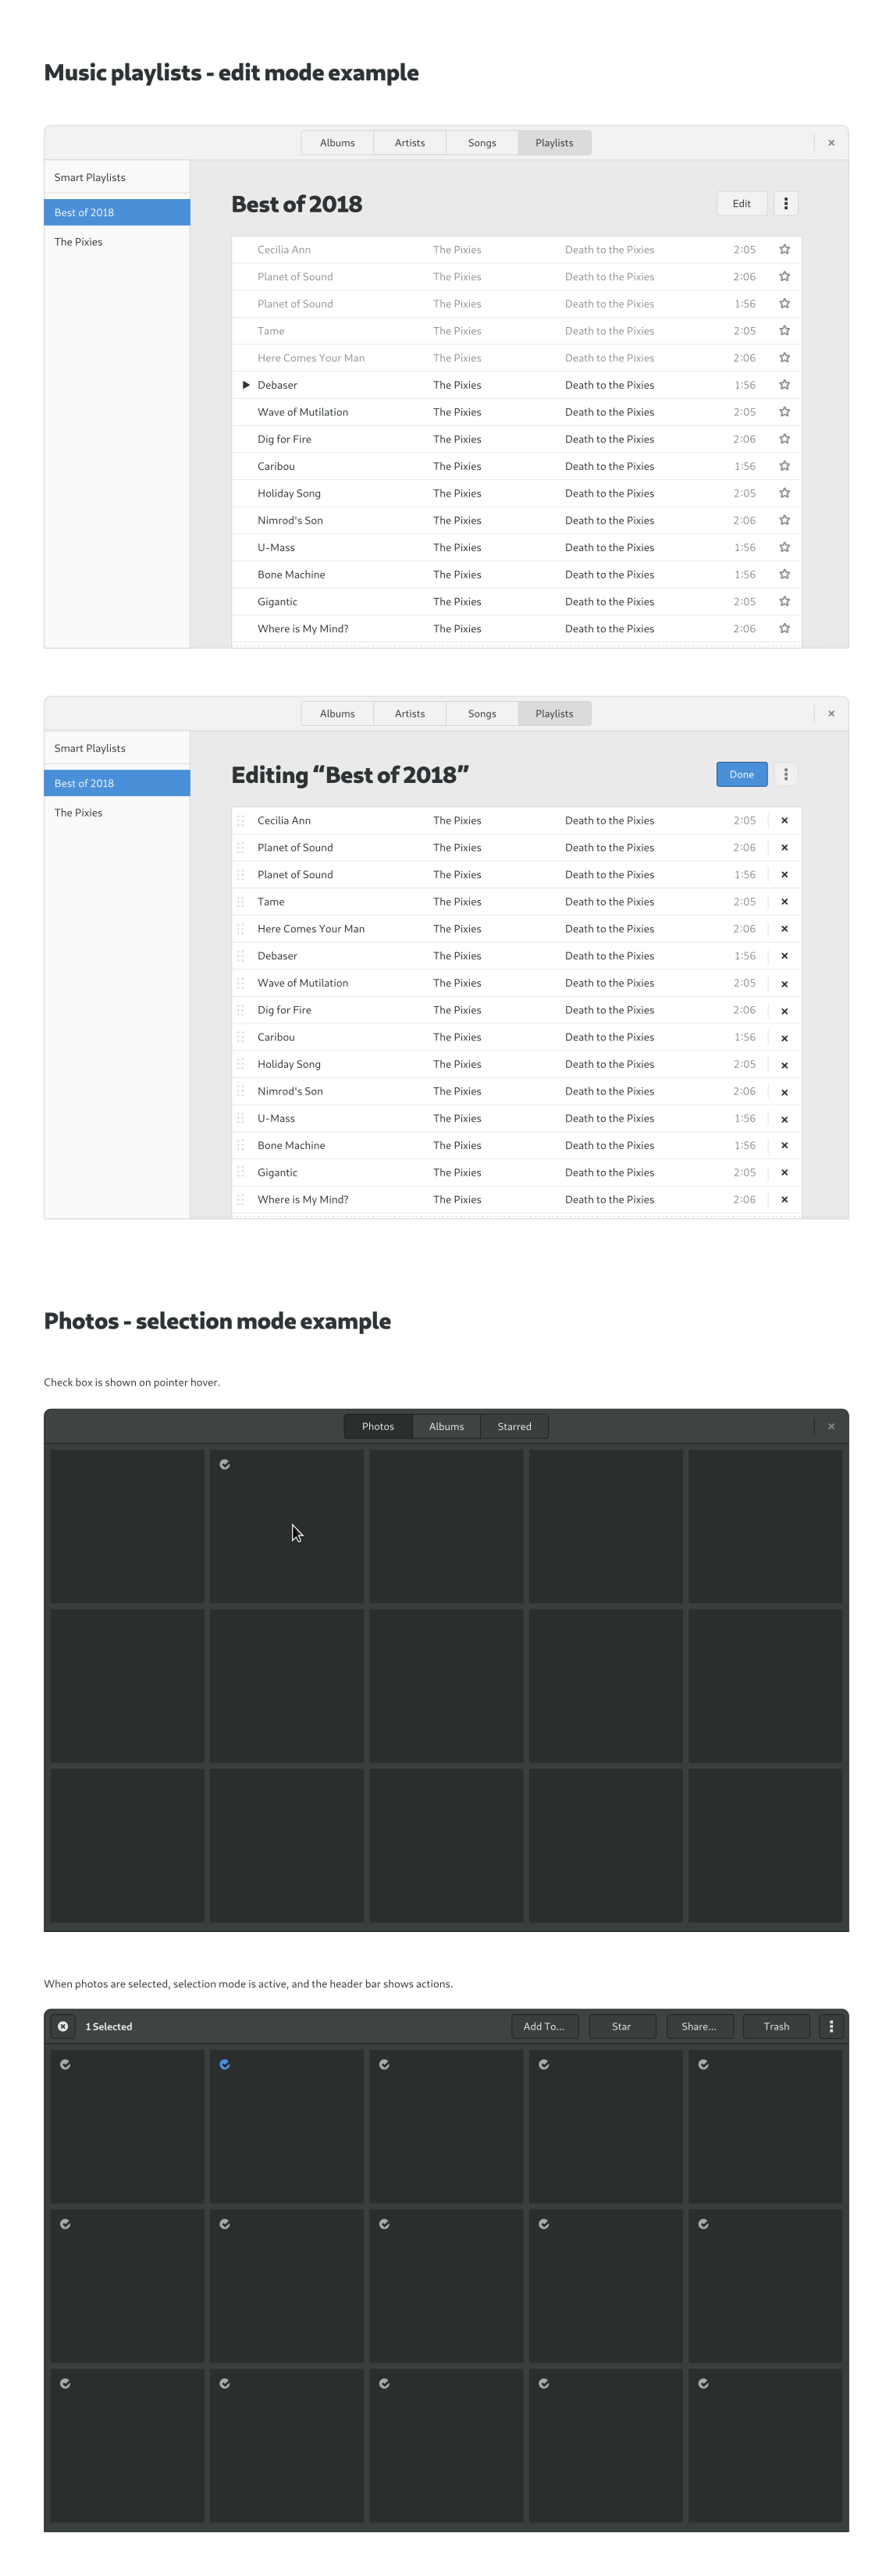 Music playlists - edit mode example
Albums Artists Songs Playlists
Smart Playlists
Best of 2018
The Pixies
Best of 2018 Edit
Cecilia Ann The Pixies Death to the Pixies 2:05
Planet of Sound The Pixies Death to the Pixies 2:06
Planet of Sound The Pixies Death to the Pixies 1:56
Tame The Pixies Death to the Pixies 2:05
Here Comes Your Man The Pixies Death to the Pixies 2:06
Debaser The Pixies Death to the Pixies 1:56
Wave of Mutilation The Pixies Death to the Pixies 2:05
Dig for Fire The Pixies Death to the Pixies 2:06
Caribou The Pixies Death to the Pixies 1:56
Holiday Song The Pixies Death to the Pixies 2:05
Nimrod's Son The Pixies Death to the Pixies 2:06
U-Mass The Pixies Death to the Pixies 1:56
Bone Machine The Pixies Death to the Pixies 1:56
Gigantic The Pixies Death to the Pixies 2:05
Where is My Mind? The Pixies Death to the Pixies 2:06
Albums Artists Songs Playlists
Smart Playlists
Best of 2018
The Pixies
Editing “Best of 2018” Done
Cecilia Ann The Pixies Death to the Pixies 2:05
Planet of Sound The Pixies Death to the Pixies 2:06
Planet of Sound The Pixies Death to the Pixies 1:56
Tame The Pixies Death to the Pixies 2:05
Here Comes Your Man The Pixies Death to the Pixies 2:06
Debaser The Pixies Death to the Pixies 1:56
Wave of Mutilation The Pixies Death to the Pixies 2:05
Dig for Fire The Pixies Death to the Pixies 2:06
Caribou The Pixies Death to the Pixies 1:56
Holiday Song The Pixies Death to the Pixies 2:05
Nimrod's Son The Pixies Death to the Pixies 2:06
U-Mass The Pixies Death to the Pixies 1:56
Bone Machine The Pixies Death to the Pixies 1:56
Gigantic The Pixies Death to the Pixies 2:05
Where is My Mind? The Pixies Death to the Pixies 2:06
Photos - selection mode example
Check box is shown on pointer hover.
Photos Albums Starred
When photos are selected, selection mode is active, and the header bar shows actions.
1 Selected Add To... Star Share... Trash